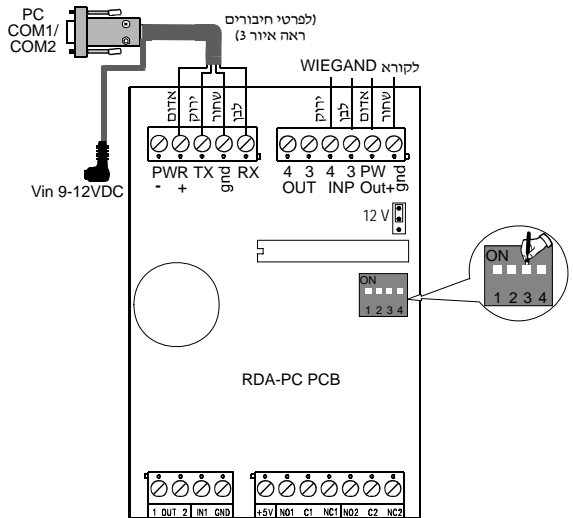 PC
COM1/
COM2
(לפרטי חיבורים
ראה איור 3)
Vin 9-12VDC
WIEGAND לקורא
אדום
ירוק
שחור
לבן
ירוק
לבן
אדום
שחור
PWR TX gnd RX
- +
4 3 4 3 PW gnd
OUT INP Out+
12 V
ON
1 2 3 4
ON
1 2 3 4
RDA-PC PCB
1 OUT 2 IN1 GND
+5V NO1 C1 NC1 NO2 C2 NC2